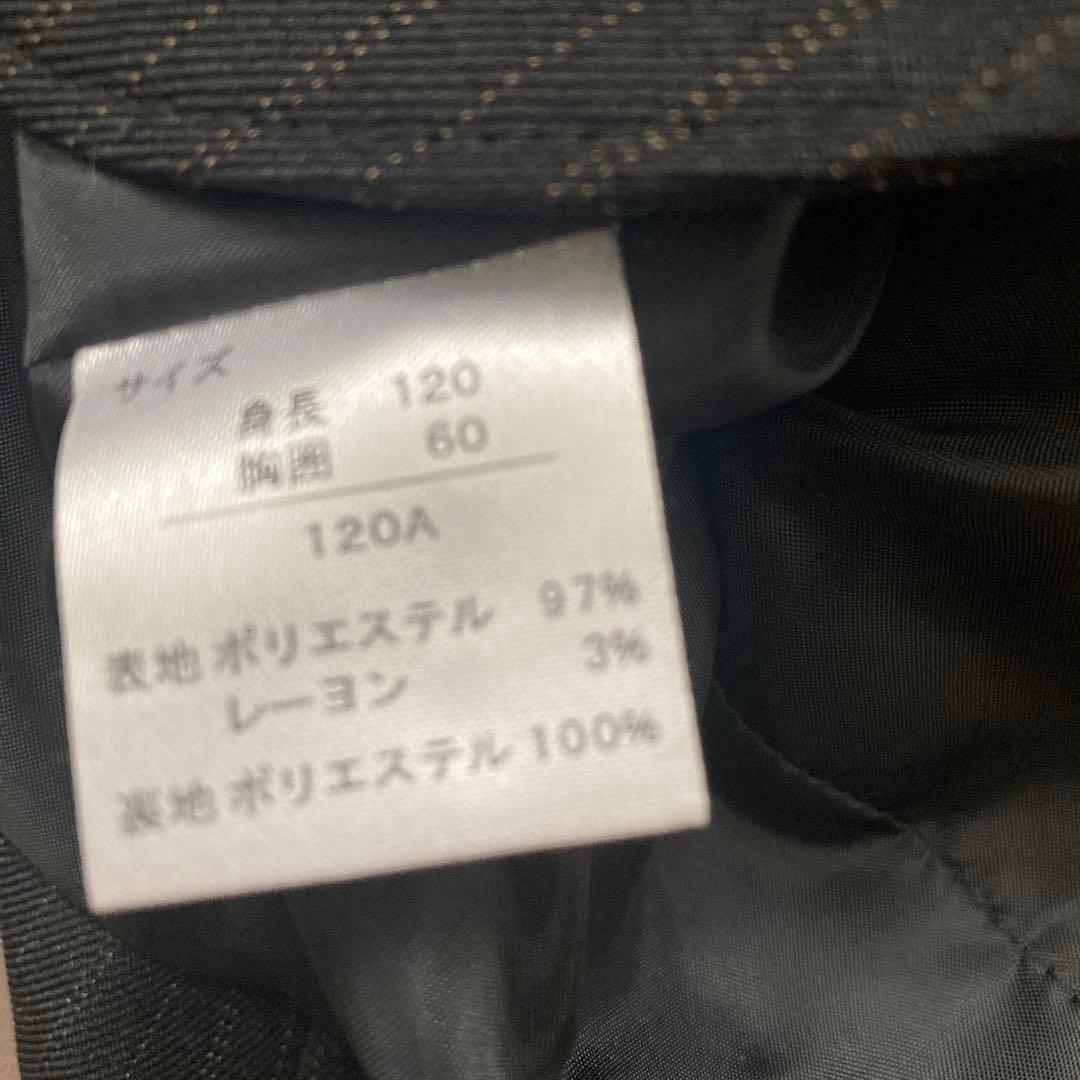 サイズ
身長 120
胸囲 60
120A
表地 ポリエステル 97%
レーヨン 3%
裏地 ポリエステル 100%